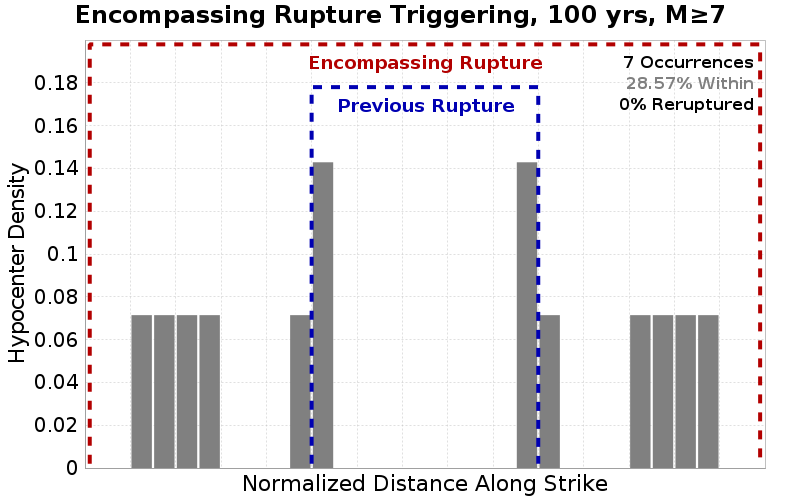 Encompassing Rupture Triggering, 100 yrs, M≥7
Encompassing Rupture
7 Occurrences
28.57% Within
0% Reruptured
Previous Rupture
Hypocenter Density
0.18
0.16
0.14
0.12
0.1
0.08
0.06
0.04
0.02
0
Normalized Distance Along Strike